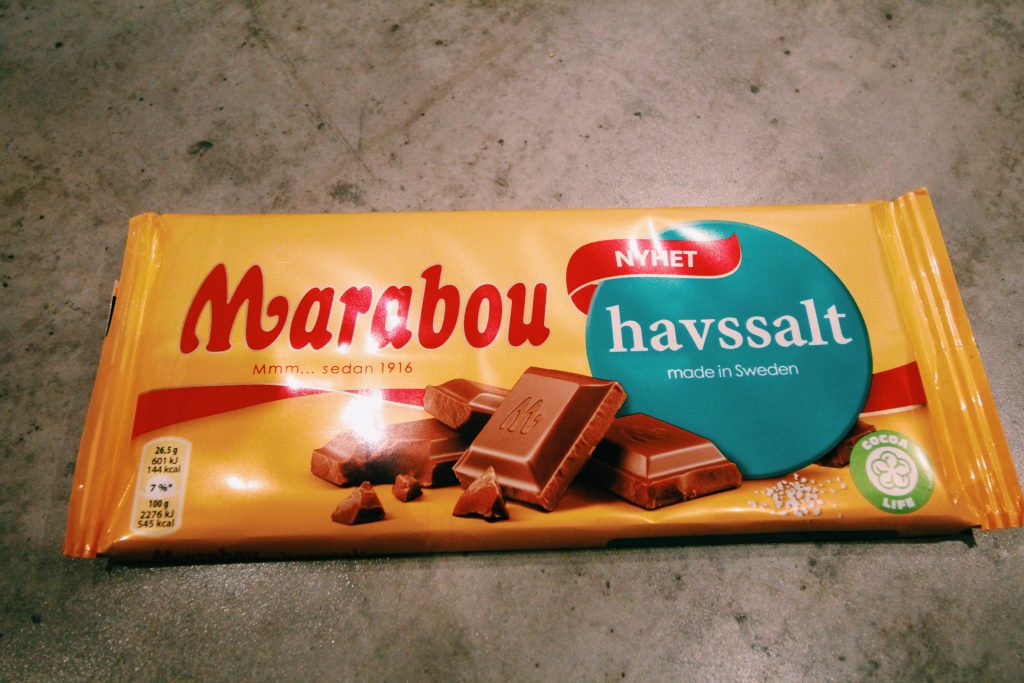 Marabou
Mmm... sedan 1916
NYHET
havssalt
made in Sweden
26,5 g
601 kJ
144 kcal
7 %*
100 g
2276 kJ
545 kcal
COCOA
LIFE
Marabou